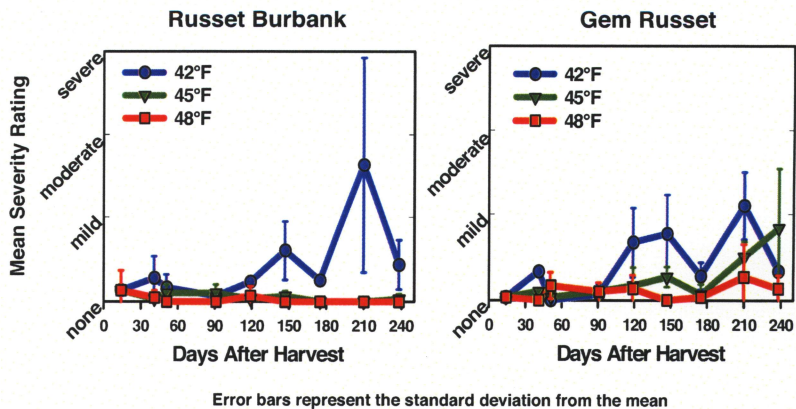 Russet Burbank
Gem Russet
Mean Severity Rating
severe
moderate
mild
none
42°F
45°F
48°F
0 30 60 90 120 150 180 210 240
Days After Harvest
severe
moderate
mild
none
42°F
45°F
48°F
0 30 60 90 120 150 180 210 240
Days After Harvest
Error bars represent the standard deviation from the mean